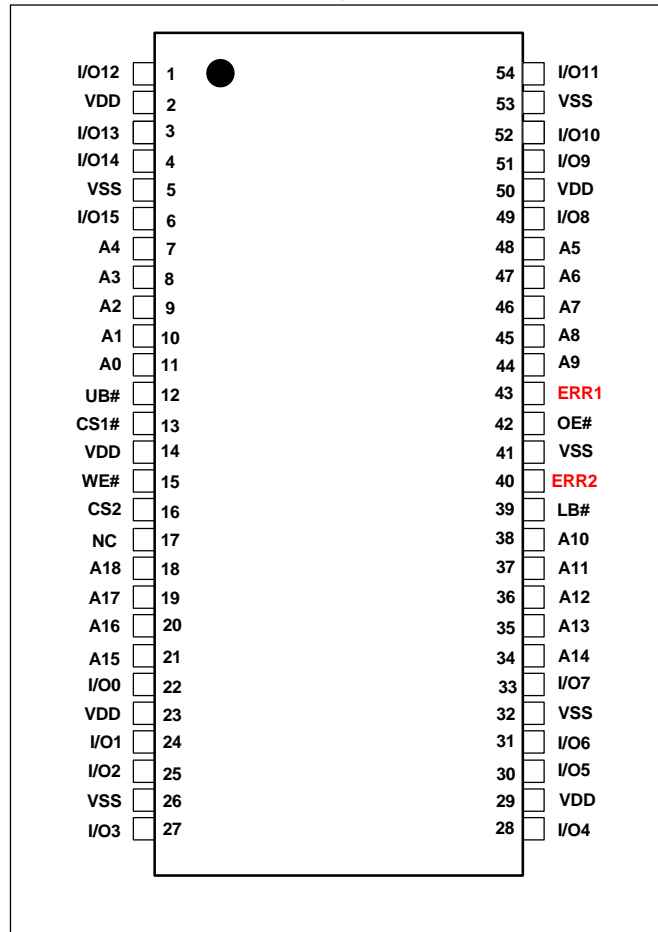 I/O12 1 54 I/O11
VDD 2 53 VSS
I/O13 3 52 I/O10
I/O14 4 51 I/O9
VSS 5 50 VDD
I/O15 6 49 I/O8
A4 7 48 A5
A3 8 47 A6
A2 9 46 A7
A1 10 45 A8
A0 11 44 A9
UB# 12 43 ERR1
CS1# 13 42 OE#
VDD 14 41 VSS
WE# 15 40 ERR2
CS2 16 39 LB#
NC 17 38 A10
A18 18 37 A11
A17 19 36 A12
A16 20 35 A13
A15 21 34 A14
I/O0 22 33 I/O7
VDD 23 32 VSS
I/O1 24 31 I/O6
I/O2 25 30 I/O5
VSS 26 29 VDD
I/O3 27 28 I/O4